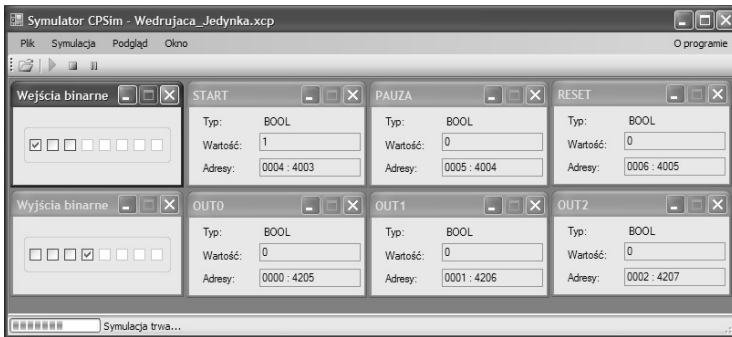 Symulator CPSim - Wedrujaca_Jedynka.xcp
Plik Symulacja Podgląd Okno O programie
Wejścia binarne
START
Typ: BOOL
Wartość: 1
Adresy: 0004 : 4003
PAUZA
Typ: BOOL
Wartość: 0
Adresy: 0005 : 4004
RESET
Typ: BOOL
Wartość: 0
Adresy: 0006 : 4005
Wyjścia binarne
OUT0
Typ: BOOL
Wartość: 0
Adresy: 0000 : 4205
OUT1
Typ: BOOL
Wartość: 0
Adresy: 0001 : 4206
OUT2
Typ: BOOL
Wartość: 0
Adresy: 0002 : 4207
Symulacja trwa...